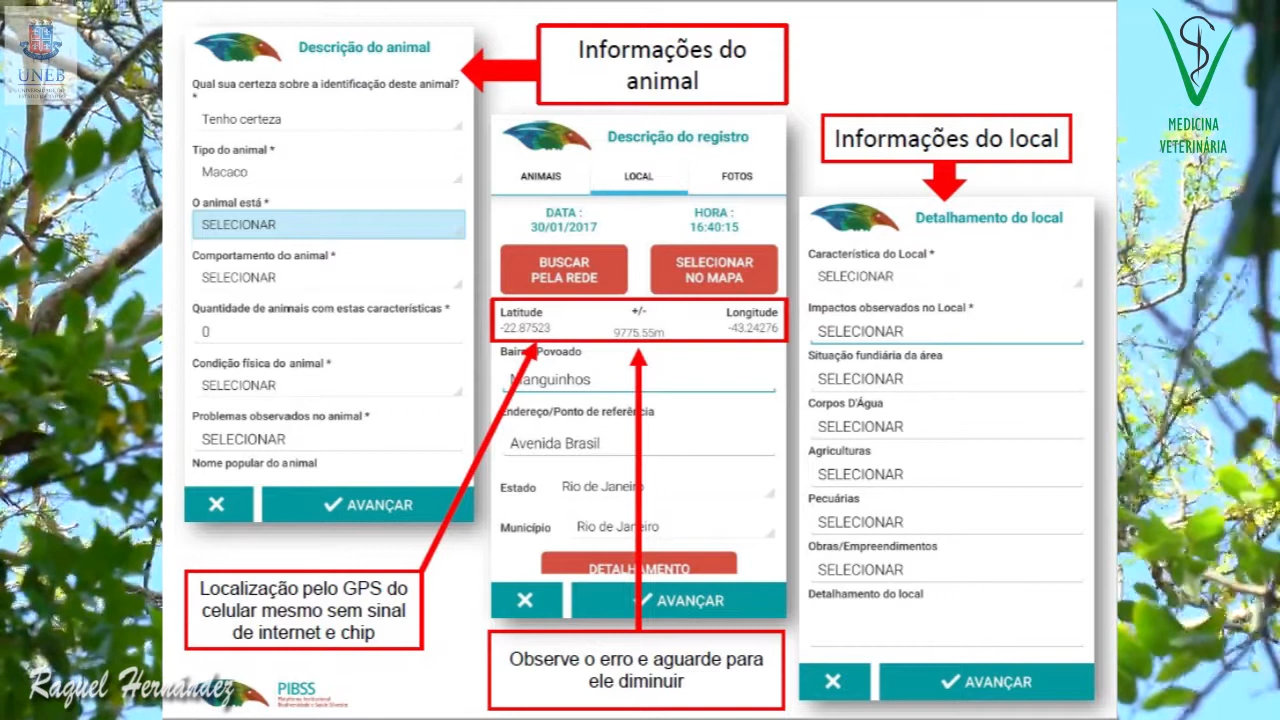 UNEB
Descrição do animal
Qual sua certeza sobre a identificação deste animal?
*
Tenho certeza
Tipo do animal *
Macaco
O animal está *
SELECIONAR
Comportamento do animal *
SELECIONAR
Quantidade de animais com estas características *
0
Condição física do animal *
SELECIONAR
Problemas observados no animal *
SELECIONAR
Nome popular do animal
AVANÇAR
Informações do
animal
Descrição do registro
ANIMAIS LOCAL FOTOS
DATA : HORA :
30/01/2017 16:40:15
BUSCAR
PELA REDE
SELECIONAR
NO MAPA
Latitude +/- Longitude
-22.87523 9775.55m -43.24276
Bairro/Povoado
Manguinhos
Endereço/Ponto de referência
Avenida Brasil
Estado Rio de Janeiro
Município Rio de Janeiro
DETALHAMENTO
AVANÇAR
Informações do local
Detalhamento do local
Característica do Local *
SELECIONAR
Impactos observados no Local *
SELECIONAR
Situação fundiária da área
SELECIONAR
Corpos D'Água
SELECIONAR
Agriculturas
SELECIONAR
Pecuárias
SELECIONAR
Obras/Empreendimentos
SELECIONAR
Detalhamento do local
AVANÇAR
Localização pelo GPS do
celular mesmo sem sinal
de internet e chip
Observe o erro e aguarde para
ele diminuir
MEDICINA
VETERINÁRIA
Raquel Hernández
PIBSS
Plataforma Institucional
Biodiversidade e Saúde Silvestre